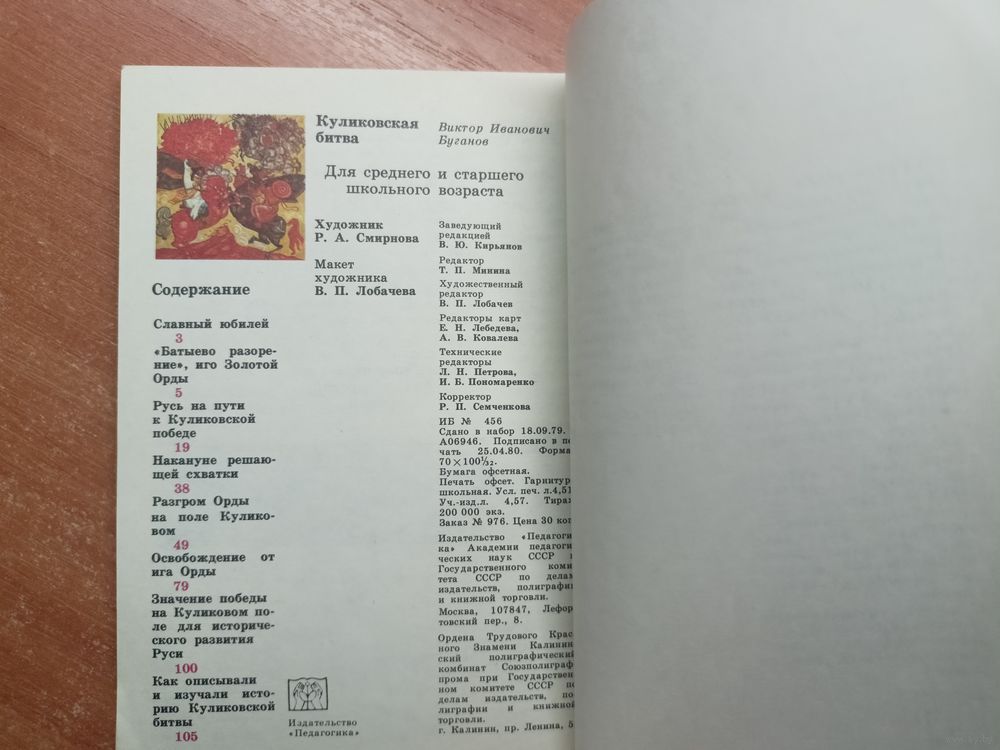 Куликовская
битва
Виктор Иванович
Буганов
Для среднего и старшего
школьного возраста
Художник
Р. А. Смирнова
Макет
художника
В. П. Лобачева
Заведующий
редакцией
В. Ю. Кирьянов
Редактор
Т. П. Минина
Художественный
редактор
В. П. Лобачев
Редакторы карт
Е. Н. Лебедева,
А. В. Ковалева
Технические
редакторы
Л. Н. Петрова,
И. Б. Пономаренко
Корректор
Р. П. Семченкова
ИБ № 456
Сдано в набор 18.09.79.
А06946. Подписано в пе
чать 25.04.80. Форма
70×100¹/₃₂.
Бумага офсетная.
Печать офсет. Гарнитур
школьная. Усл. печ. л.4,51
Уч.-изд.л. 4,57. Тираж
200 000 экз.
Заказ № 976. Цена 30 коп
Издательство «Педагоги
ка» Академии педагоги
ческих наук СССР и
Государственного коми
тета СССР по делам
издательств, полиграфи
и книжной торговли.
Москва, 107847, Лефор
товский пер., 8.
Ордена Трудового Крас
ного Знамени Калинин
ский полиграфический
комбинат Союзполиграф
прома при Государствен
ном комитете СССР по
делам издательств, по
лиграфии и книжной
торговли.
г. Калинин, пр. Ленина, 5
Содержание
Славный юбилей
3
«Батыево разоре-
ние», иго Золотой
Орды
5
Русь на пути
к Куликовской
победе
19
Накануне решаю-
щей схватки
38
Разгром Орды
на поле Кулико-
вом
49
Освобождение от
ига Орды
79
Значение победы
на Куликовом по-
ле для историче-
ского развития
Руси
100
Как описывали
и изучали исто-
рию Куликовской
битвы
105
Издательство
«Педагогика»